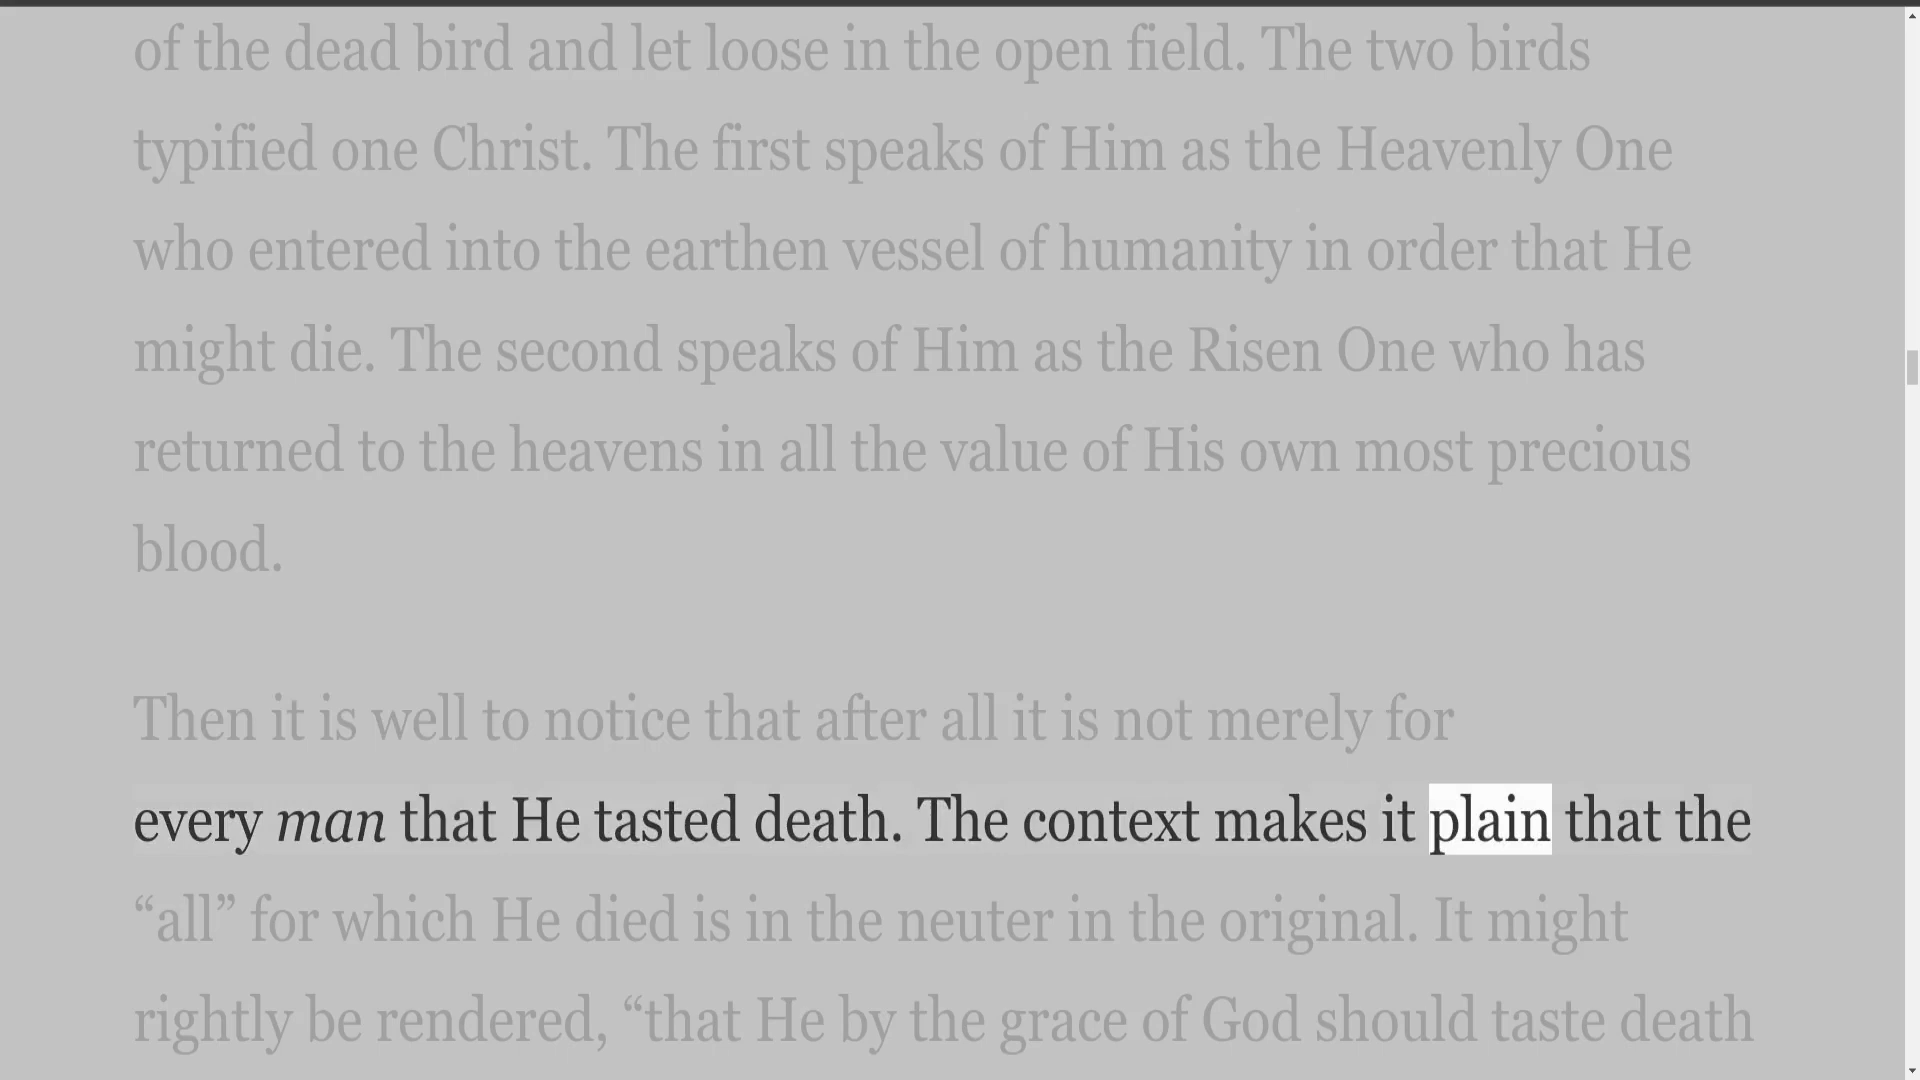 of the dead bird and let loose in the open field. The two birds
typified one Christ. The first speaks of Him as the Heavenly One
who entered into the earthen vessel of humanity in order that He
might die. The second speaks of Him as the Risen One who has
returned to the heavens in all the value of His own most precious
blood.
Then it is well to notice that after all it is not merely for
every man that He tasted death. The context makes it plain that the
“all” for which He died is in the neuter in the original. It might
rightly be rendered, “that He by the grace of God should taste death